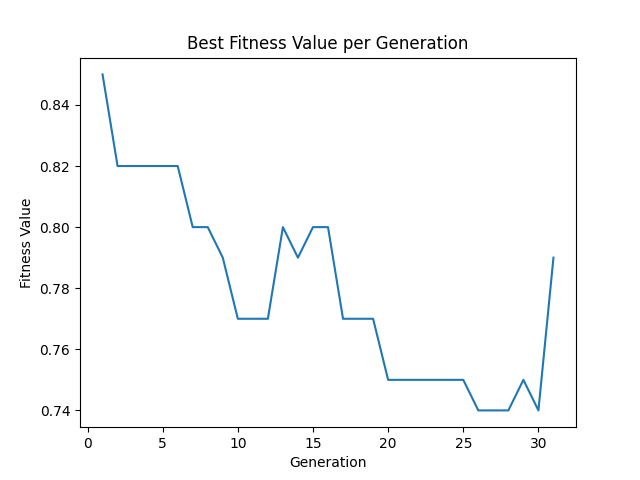 Best Fitness Value per Generation
0.84
0.82
0.80
0.78
0.76
0.74
Fitness Value
0 5 10 15 20 25 30
Generation